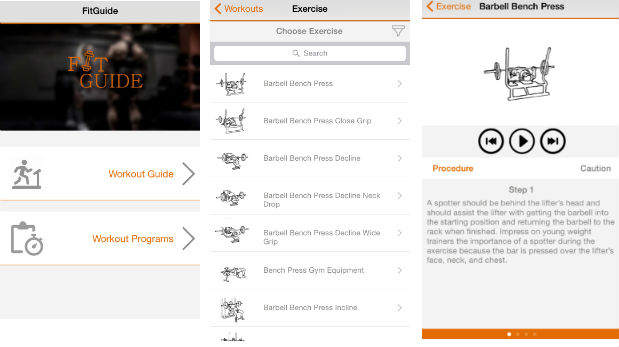 FitGuide
FIT
GUIDE
Workout Guide
Workout Programs
Workouts
Exercise
Choose Exercise
Search
Barbell Bench Press
Barbell Bench Press Close Grip
Barbell Bench Press Decline
Barbell Bench Press Decline Neck
Drop
Barbell Bench Press Decline Wide
Grip
Bench Press Gym Equipment
Barbell Bench Press Incline
Exercise
Barbell Bench Press
Procedure
Caution
Step 1
A spotter should be behind the lifter's head and
should assist the lifter with getting the barbell into
the starting position and returning the barbell to the
rack when finished. Impress on young weight
trainers the importance of a spotter during the
exercise because the bar is pressed over the lifter's
face, neck, and chest.